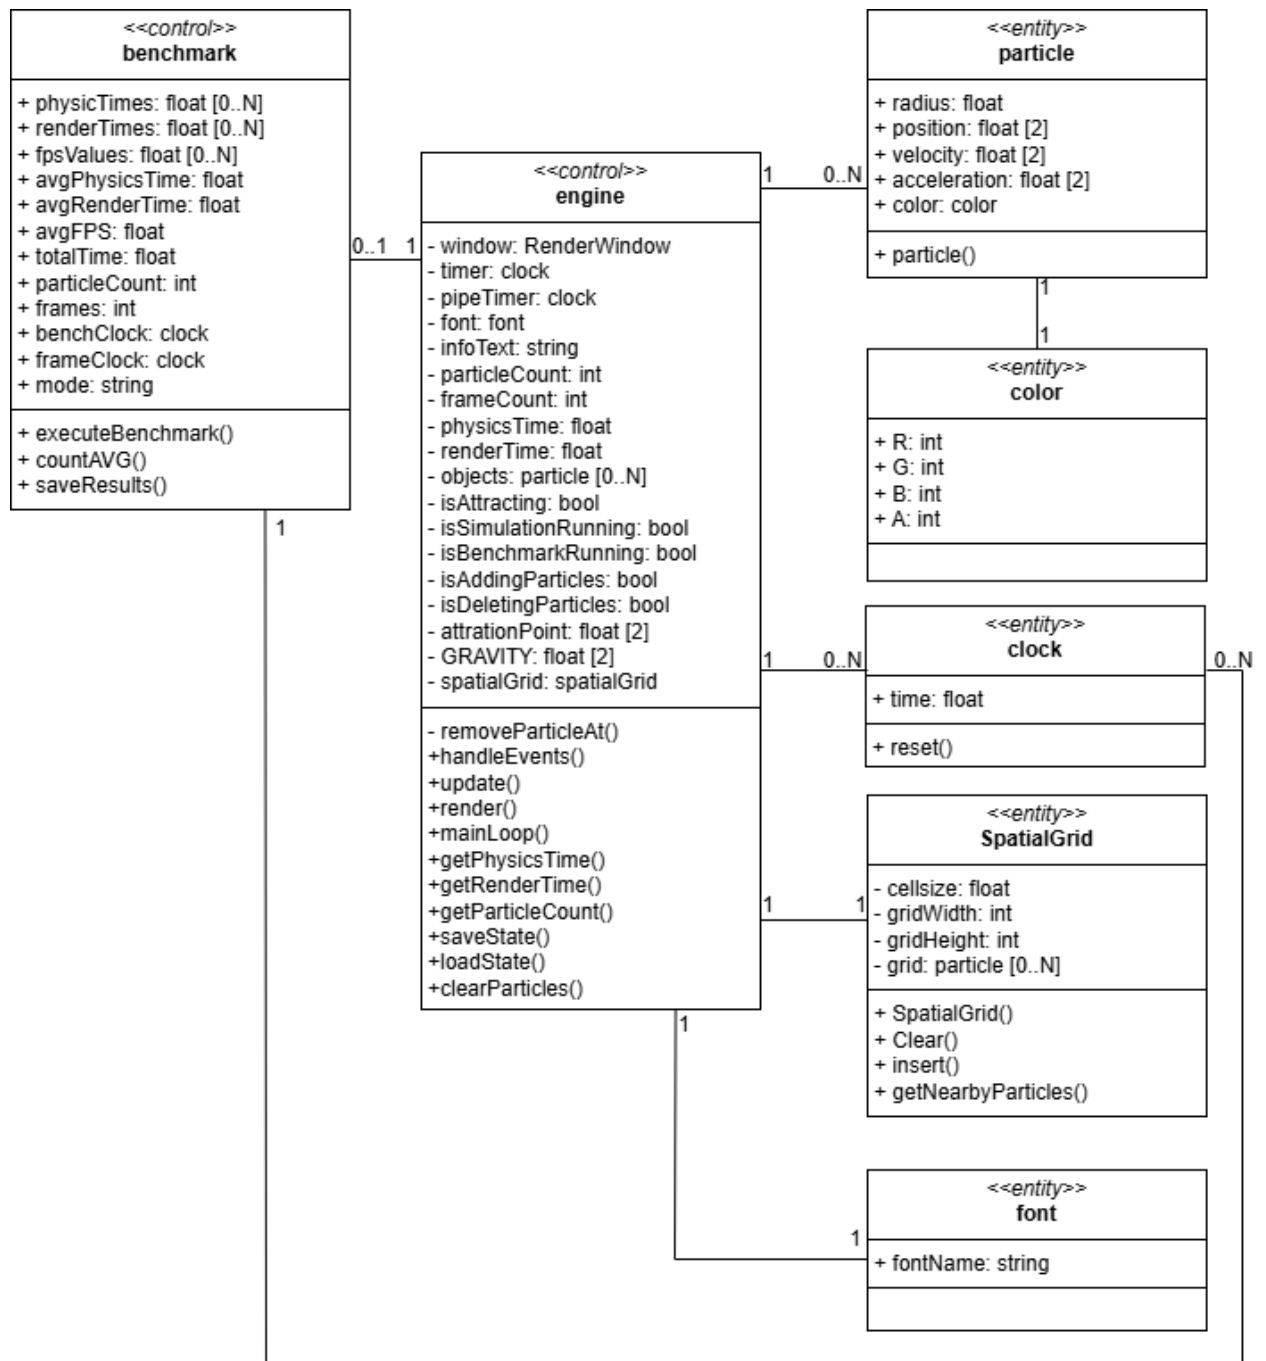 <<control>>
benchmark
+ physicTimes: float [0..N]
+ renderTimes: float [0..N]
+ fpsValues: float [0..N]
+ avgPhysicsTime: float
+ avgRenderTime: float
+ avgFPS: float
+ totalTime: float
+ particleCount: int
+ frames: int
+ benchClock: clock
+ frameClock: clock
+ mode: string
+ executeBenchmark()
+ countAVG()
+ saveResults()
0..1
1
1
<<control>>
engine
- window: RenderWindow
- timer: clock
- pipeTimer: clock
- font: font
- infoText: string
- particleCount: int
- frameCount: int
- physicsTime: float
- renderTime: float
- objects: particle [0..N]
- isAttracting: bool
- isSimulationRunning: bool
- isBenchmarkRunning: bool
- isAddingParticles: bool
- isDeletingParticles: bool
- attrationPoint: float [2]
- GRAVITY: float [2]
- spatialGrid: spatialGrid
- removeParticleAt()
+handleEvents()
+update()
+render()
+mainLoop()
+getPhysicsTime()
+getRenderTime()
+getParticleCount()
+saveState()
+loadState()
+clearParticles()
1
0..N
<<entity>>
particle
+ radius: float
+ position: float [2]
+ velocity: float [2]
+ acceleration: float [2]
+ color: color
+ particle()
1
1
<<entity>>
color
+ R: int
+ G: int
+ B: int
+ A: int
1
0..N
<<entity>>
clock
+ time: float
+ reset()
0..N
1
1
<<entity>>
SpatialGrid
- cellsize: float
- gridWidth: int
- gridHeight: int
- grid: particle [0..N]
+ SpatialGrid()
+ Clear()
+ insert()
+ getNearbyParticles()
1
1
<<entity>>
font
+ fontName: string